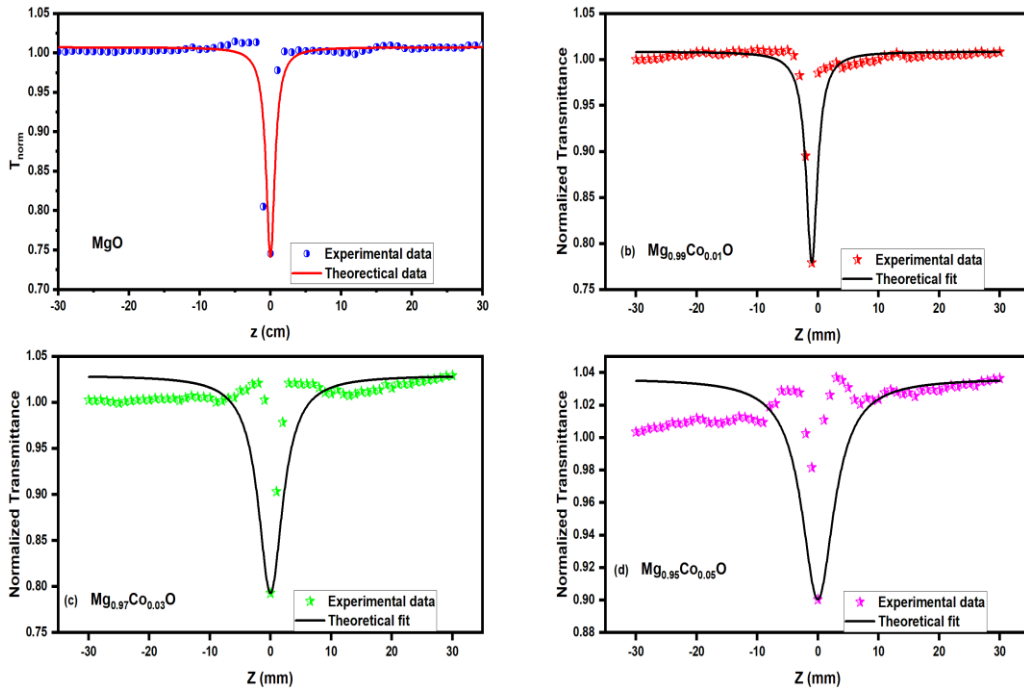 1.05
1.00
0.95
0.90
0.85
0.80
0.75
0.70
T_norm
MgO
Experimental data
Theorectical data
-30 -20 -10 0 10 20 30
z (cm)
1.05
1.00
0.95
0.90
0.85
0.80
0.75
Normalized Transmittance
(b) Mg0.99Co0.01O
Experimental data
Theoretical fit
-30 -20 -10 0 10 20 30
Z (mm)
1.05
1.00
0.95
0.90
0.85
0.80
0.75
Normalized Transmittance
(c) Mg0.97Co0.03O
Experimental data
Theoretical fit
-30 -20 -10 0 10 20 30
Z (mm)
1.04
1.02
1.00
0.98
0.96
0.94
0.92
0.90
0.88
Normalized Transmittance
(d) Mg0.95Co0.05O
Experimental data
Theoretical fit
-30 -20 -10 0 10 20 30
Z (mm)